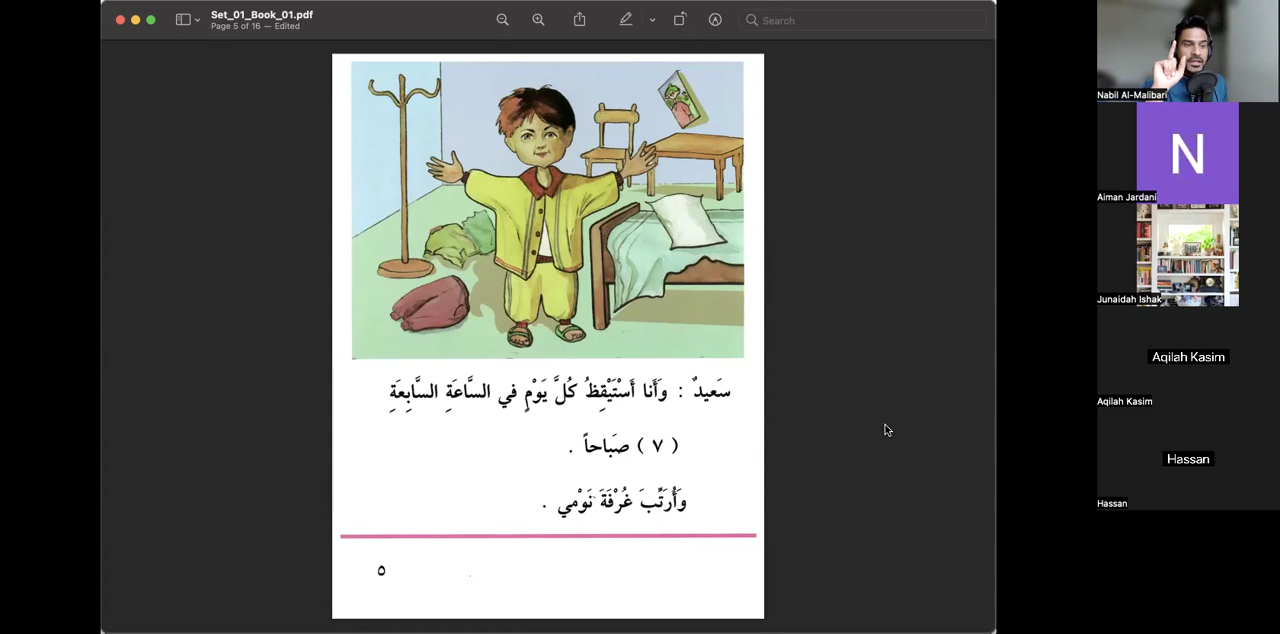 Set_01_Book_01.pdf
Page 5 of 16 — Edited
Search
سَعيدٌ : وَأَنا أَسْتَيْقِظُ كُلَّ يَوْمٍ في السَّاعَةِ السَّابِعَةِ
( ٧ ) صَبَاحاً .
وَأُرَتِّبَ غُرْفَةَ نَوْمي .
٥
Nabil Al-Malibari
N
Aiman Jardani
Junaidah Ishak
Aqilah Kasim
Aqilah Kasim
Hassan
Hassan